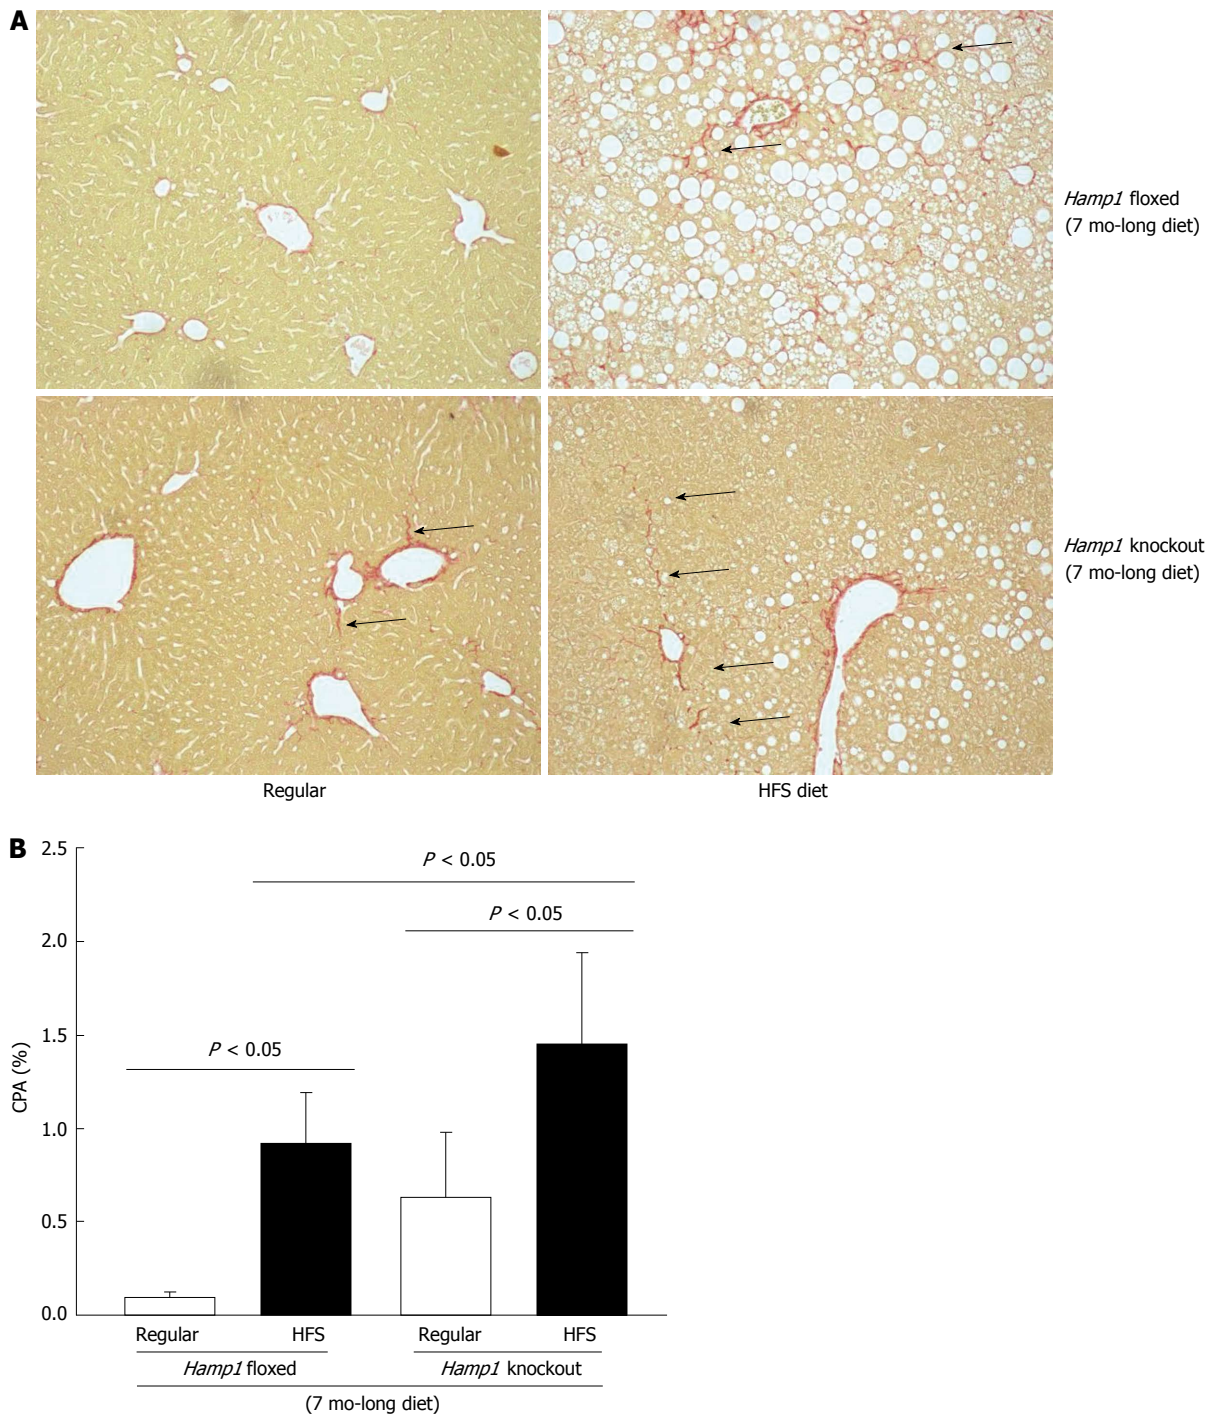 A
Hamp1 floxed
(7 mo-long diet)
Hamp1 knockout
(7 mo-long diet)
Regular
HFS diet
B
2.5
2.0
1.5
1.0
0.5
0.0
CPA (%)
P < 0.05
P < 0.05
P < 0.05
Regular
HFS
Regular
HFS
Hamp1 floxed
Hamp1 knockout
(7 mo-long diet)